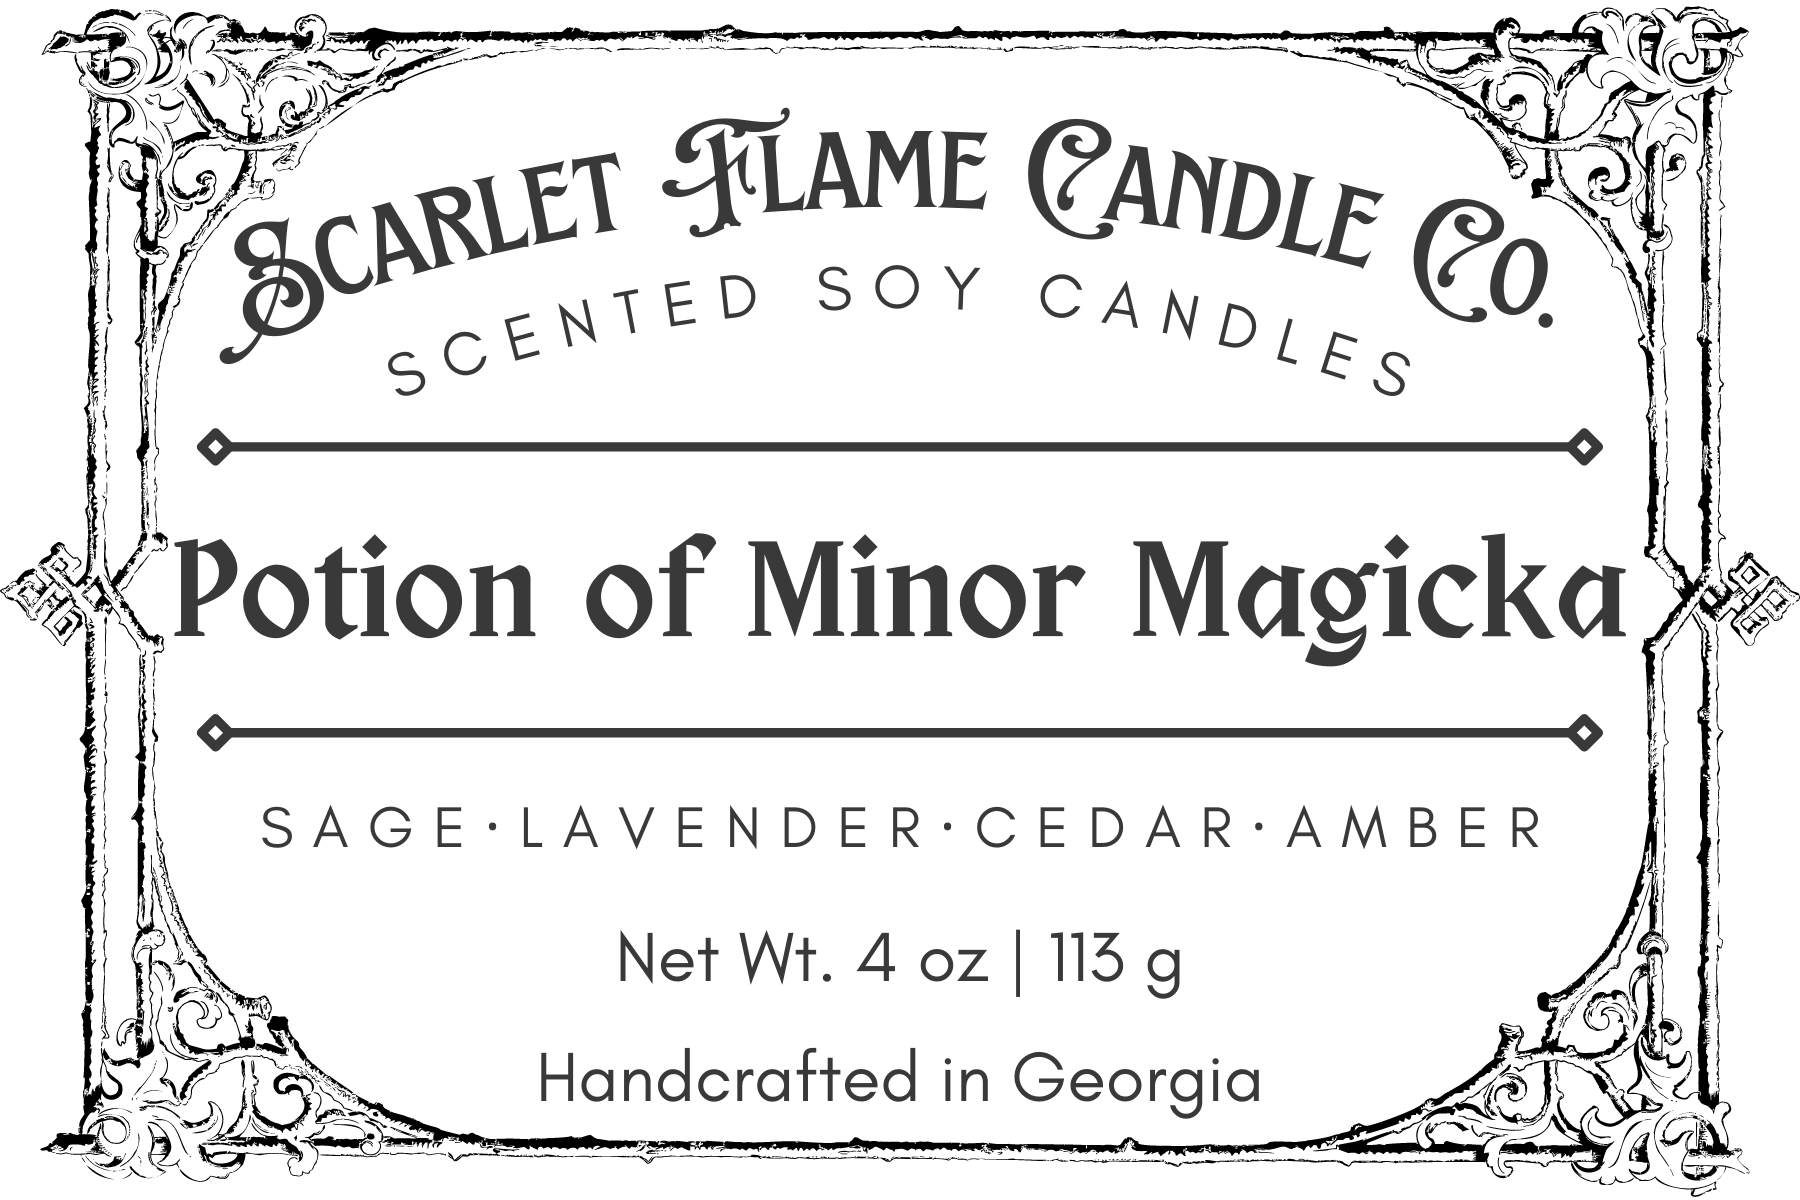 Scarlet Flame Candle Co.
SCENTED SOY CANDLES
Potion of Minor Magicka
SAGE·LAVENDER·CEDAR·AMBER
Net Wt. 4 oz | 113 g
Handcrafted in Georgia